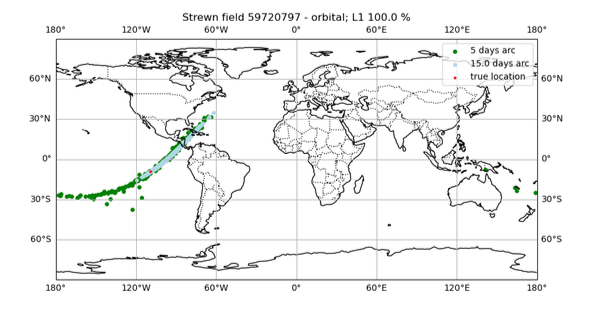 Strewn field 59720797 - orbital; L1 100.0 %
180° 120°W 60°W 0° 60°E 120°E 180°
5 days arc
15.0 days arc
true location
60°N 60°N
30°N 30°N
0° 0°
30°S 30°S
60°S 60°S
180° 120°W 60°W 0° 60°E 120°E 180°